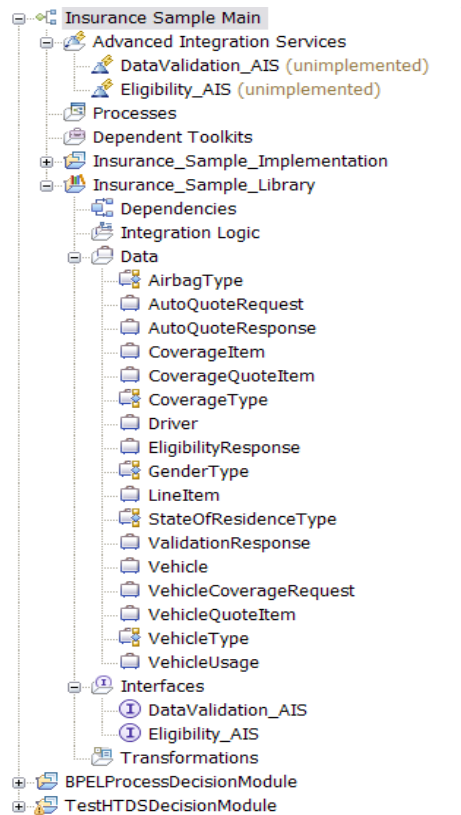 Insurance Sample Main
Advanced Integration Services
DataValidation_AIS (unimplemented)
Eligibility_AIS (unimplemented)
Processes
Dependent Toolkits
Insurance_Sample_Implementation
Insurance_Sample_Library
Dependencies
Integration Logic
Data
AirbagType
AutoQuoteRequest
AutoQuoteResponse
CoverageItem
CoverageQuoteItem
CoverageType
Driver
EligibilityResponse
GenderType
LineItem
StateOfResidenceType
ValidationResponse
Vehicle
VehicleCoverageRequest
VehicleQuoteItem
VehicleType
VehicleUsage
Interfaces
DataValidation_AIS
Eligibility_AIS
Transformations
BPELProcessDecisionModule
TestHTDSDecisionModule